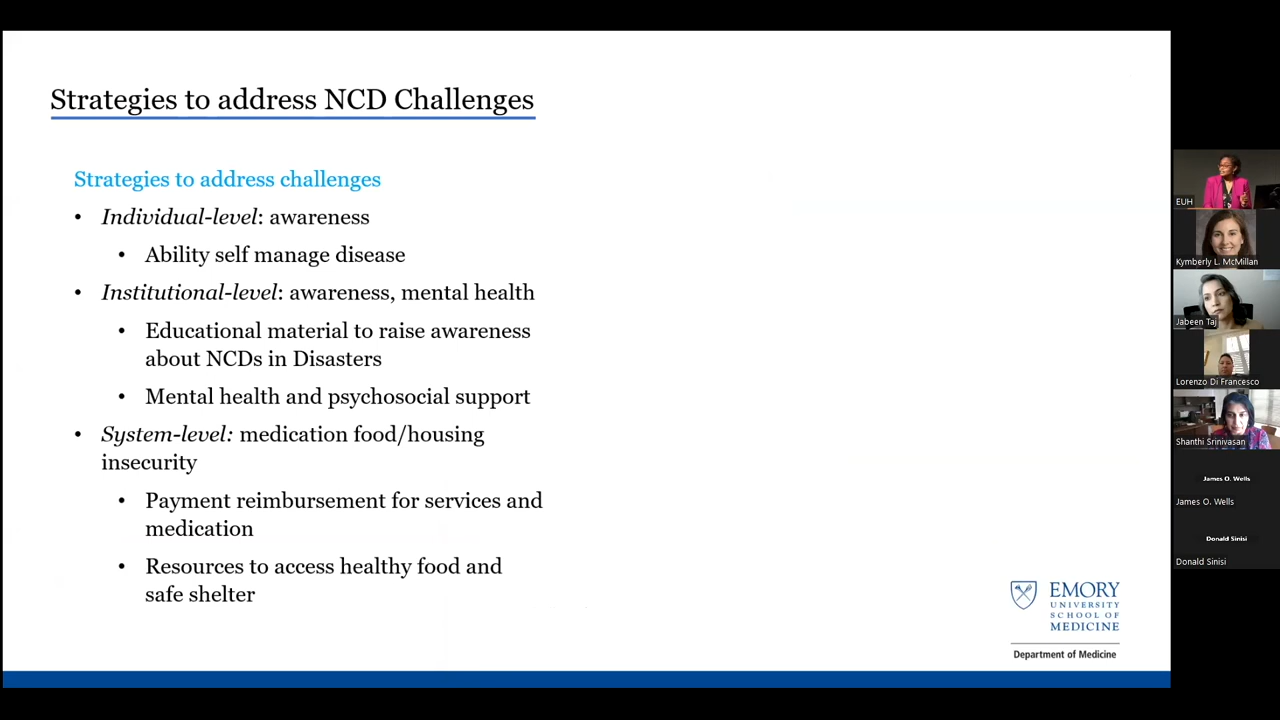 Strategies to address NCD Challenges
Strategies to address challenges
• Individual-level: awareness
• Ability self manage disease
• Institutional-level: awareness, mental health
• Educational material to raise awareness
about NCDs in Disasters
• Mental health and psychosocial support
• System-level: medication food/housing
insecurity
• Payment reimbursement for services and
medication
• Resources to access healthy food and
safe shelter
EMORY
UNIVERSITY
SCHOOL OF
MEDICINE
Department of Medicine
EUH
Kymberly L. McMillan
Jabeen Taj
Lorenzo Di Francesco
Shanthi Srinivasan
James O. Wells
James O. Wells
Donald Sinisi
Donald Sinisi